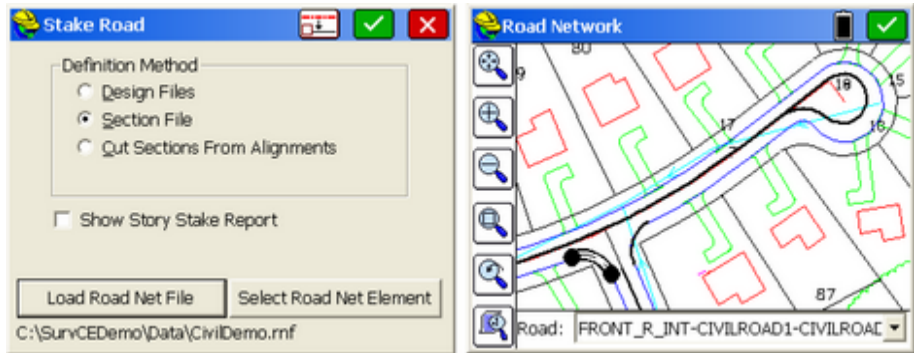 Stake Road
Definition Method
Design Files
Section File
Cut Sections From Alignments
Show Story Stake Report
Load Road Net File
Select Road Net Element
C:\SurvCEDemo\Data\CivilDemo.rnf
Road Network
80
9
18
15
17
16
87
Road: FRONT_R_INT-CIVILROAD1-CIVILROAD